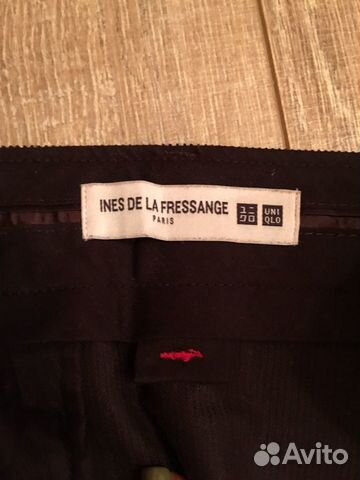 INES DE LA FRESSANGE
PARIS
ユニ
クロ
UNI
QLO
Avito